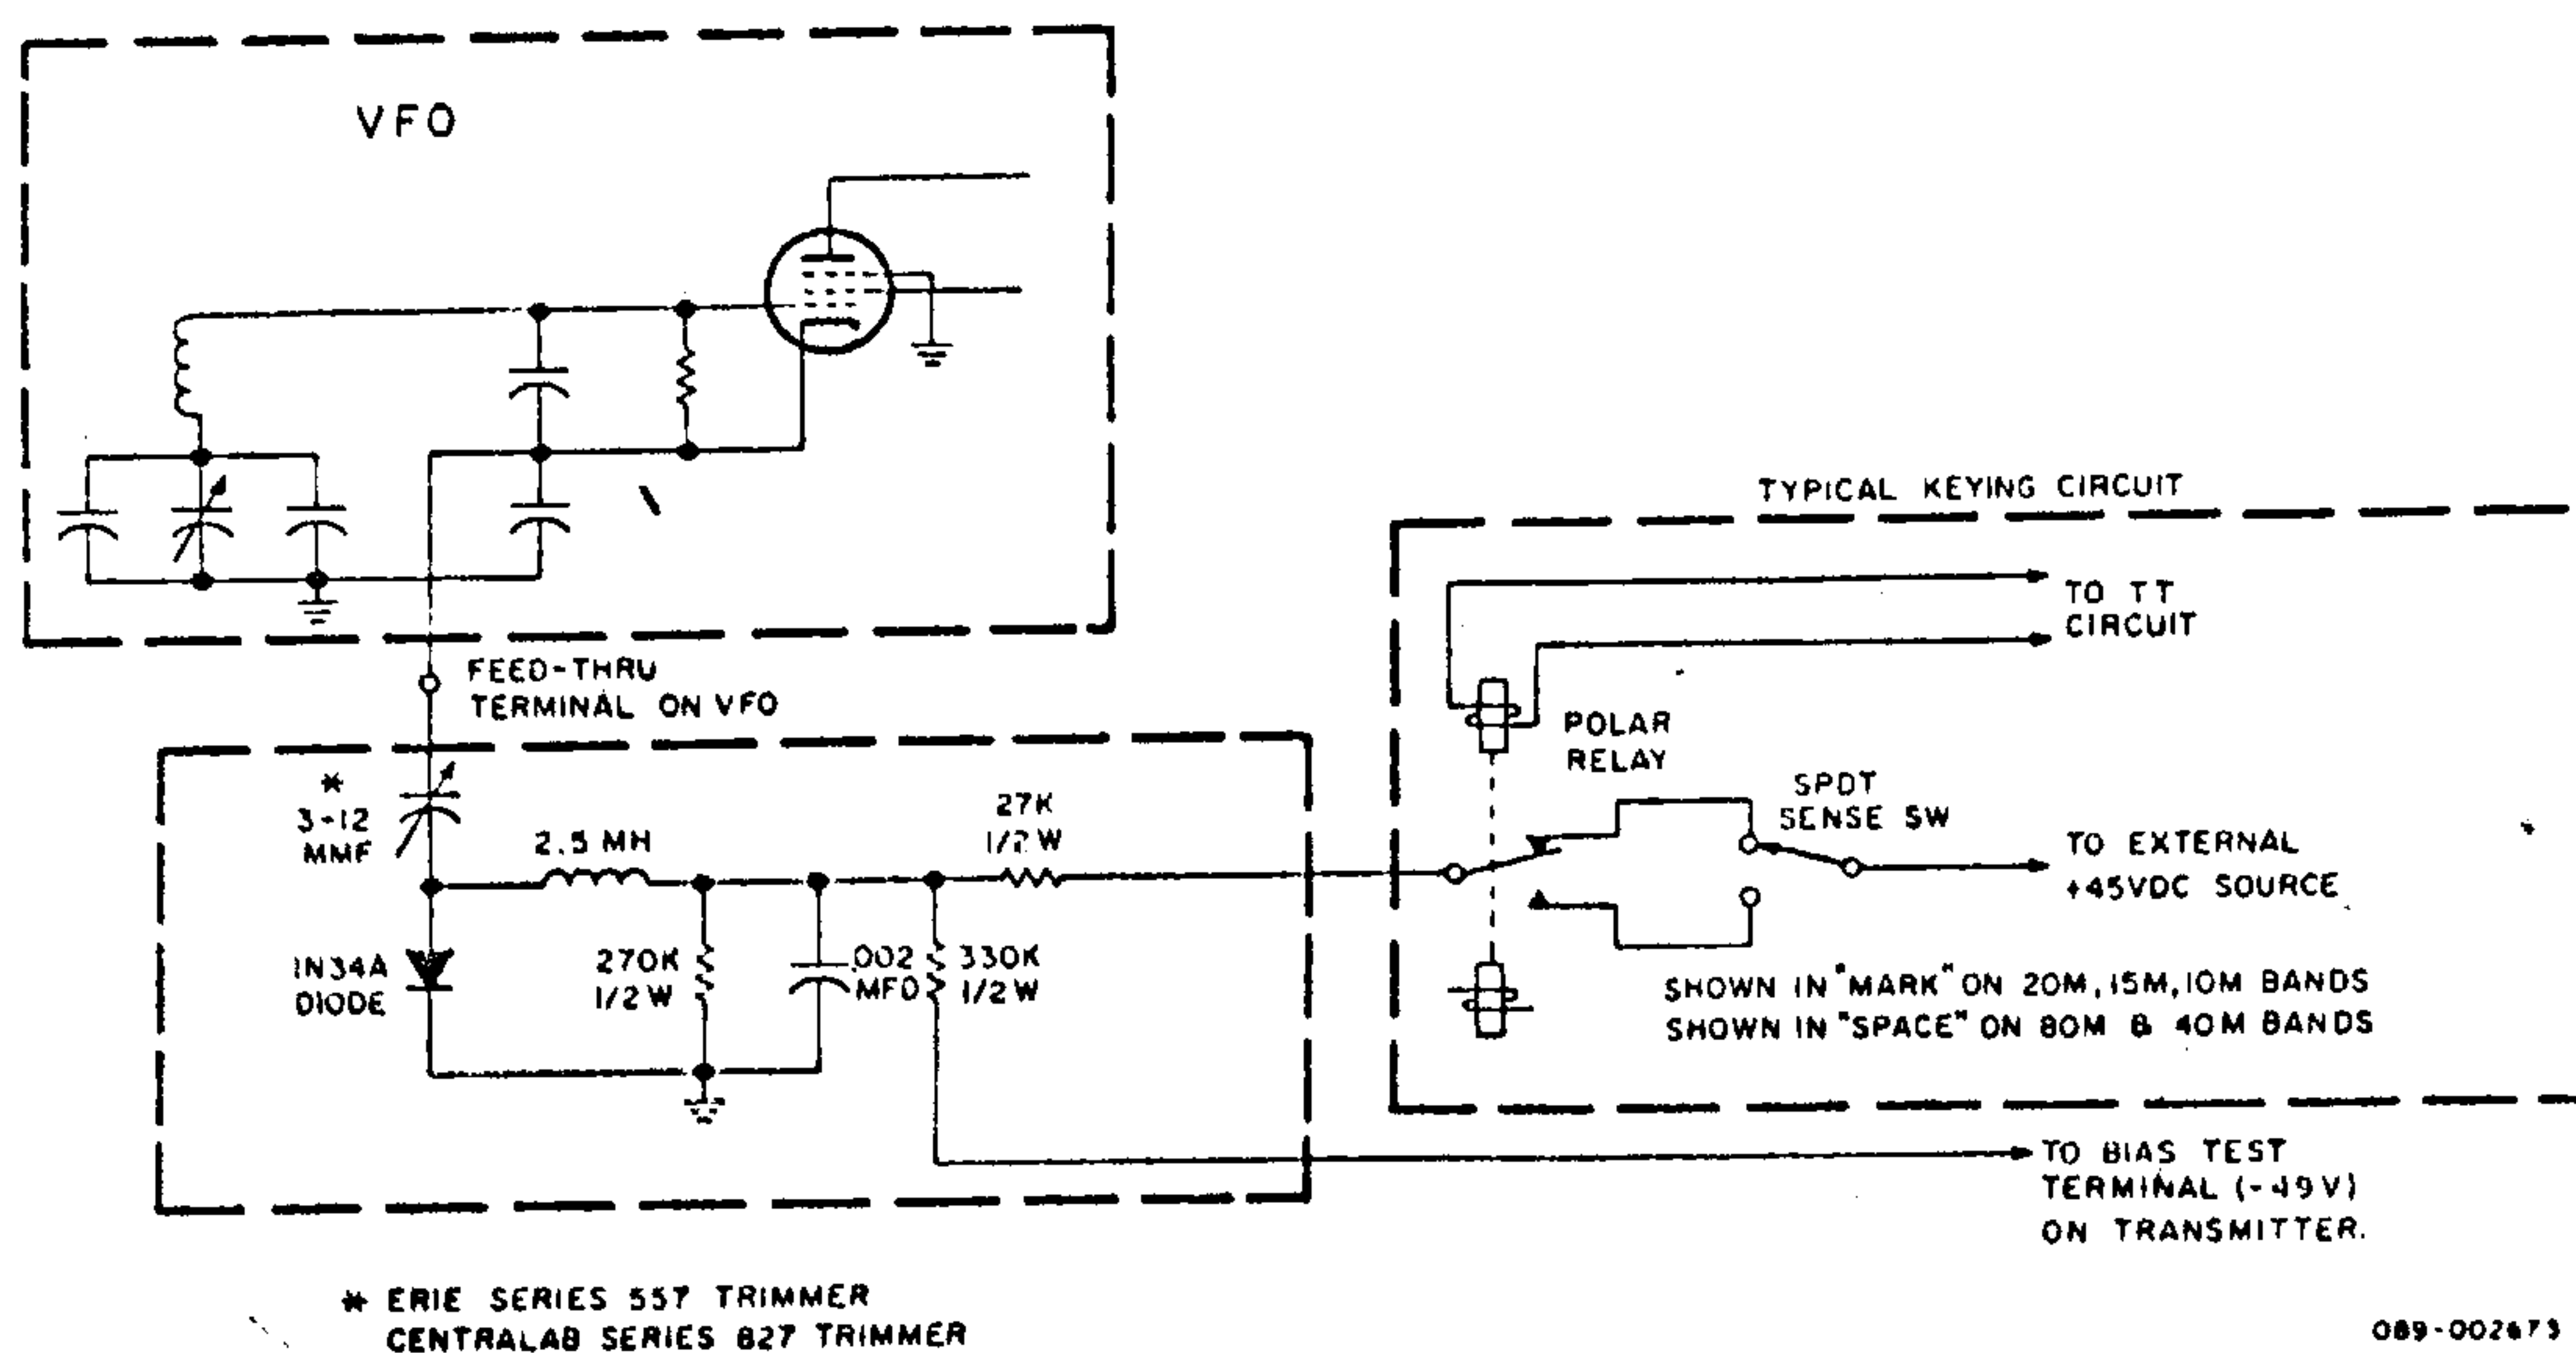 VFO
TYPICAL KEYING CIRCUIT
TO TT
CIRCUIT
FEED-THRU
TERMINAL ON VFO
POLAR
RELAY
*
3-12
MMF
2.5 MH
27K
1/2 W
SPDT
SENSE SW
TO EXTERNAL
+45VDC SOURCE
1N34A
DIODE
270K
1/2 W
.002
MFD
330K
1/2 W
SHOWN IN "MARK" ON 20M, 15M, 10M BANDS
SHOWN IN "SPACE" ON 80M & 40M BANDS
TO BIAS TEST
TERMINAL (-49V)
ON TRANSMITTER.
* ERIE SERIES 557 TRIMMER
CENTRALAB SERIES 827 TRIMMER